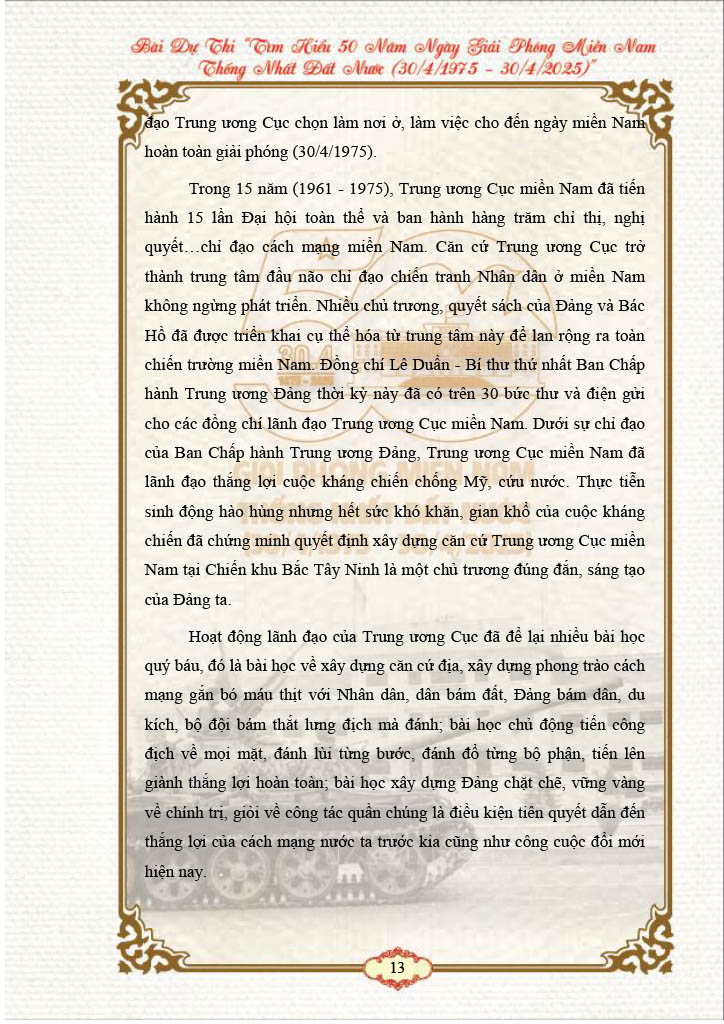 Bài Dự Thi "Tìm Hiểu 50 Năm Ngày Giải Phóng Miền Nam
Thống Nhất Đất Nước (30/4/1975 - 30/4/2025)"
đạo Trung ương Cục chọn làm nơi ở, làm việc cho đến ngày miền Nam
hoàn toàn giải phóng (30/4/1975).
Trong 15 năm (1961 - 1975), Trung ương Cục miền Nam đã tiến
hành 15 lần Đại hội toàn thể và ban hành hàng trăm chỉ thị, nghị
quyết…chỉ đạo cách mạng miền Nam. Căn cứ Trung ương Cục trở
thành trung tâm đầu não chỉ đạo chiến tranh Nhân dân ở miền Nam
không ngừng phát triển. Nhiều chủ trương, quyết sách của Đảng và Bác
Hồ đã được triển khai cụ thể hóa từ trung tâm này để lan rộng ra toàn
chiến trường miền Nam. Đồng chí Lê Duẩn - Bí thư thứ nhất Ban Chấp
hành Trung ương Đảng thời kỳ này đã có trên 30 bức thư và điện gửi
cho các đồng chí lãnh đạo Trung ương Cục miền Nam. Dưới sự chỉ đạo
của Ban Chấp hành Trung ương Đảng, Trung ương Cục miền Nam đã
lãnh đạo thắng lợi cuộc kháng chiến chống Mỹ, cứu nước. Thực tiễn
sinh động hào hùng nhưng hết sức khó khăn, gian khổ của cuộc kháng
chiến đã chứng minh quyết định xây dựng căn cứ Trung ương Cục miền
Nam tại Chiến khu Bắc Tây Ninh là một chủ trương đúng đắn, sáng tạo
của Đảng ta.
Hoạt động lãnh đạo của Trung ương Cục đã để lại nhiều bài học
quý báu, đó là bài học về xây dựng căn cứ địa, xây dựng phong trào cách
mạng gắn bó máu thịt với Nhân dân, dân bám đất, Đảng bám dân, du
kích, bộ đội bám thắt lưng địch mà đánh; bài học chủ động tiến công
địch về mọi mặt, đánh lùi từng bước, đánh đổ từng bộ phận, tiến lên
giành thắng lợi hoàn toàn; bài học xây dựng Đảng chặt chẽ, vững vàng
về chính trị, giỏi về công tác quần chúng là điều kiện tiên quyết dẫn đến
thắng lợi của cách mạng nước ta trước kia cũng như công cuộc đổi mới
hiện nay.
50
30.4
GIẢI PHÓNG MIỀN NAM
THỐNG NHẤT ĐẤT NƯỚC
(30/4/1975 - 30/4/2025)
13